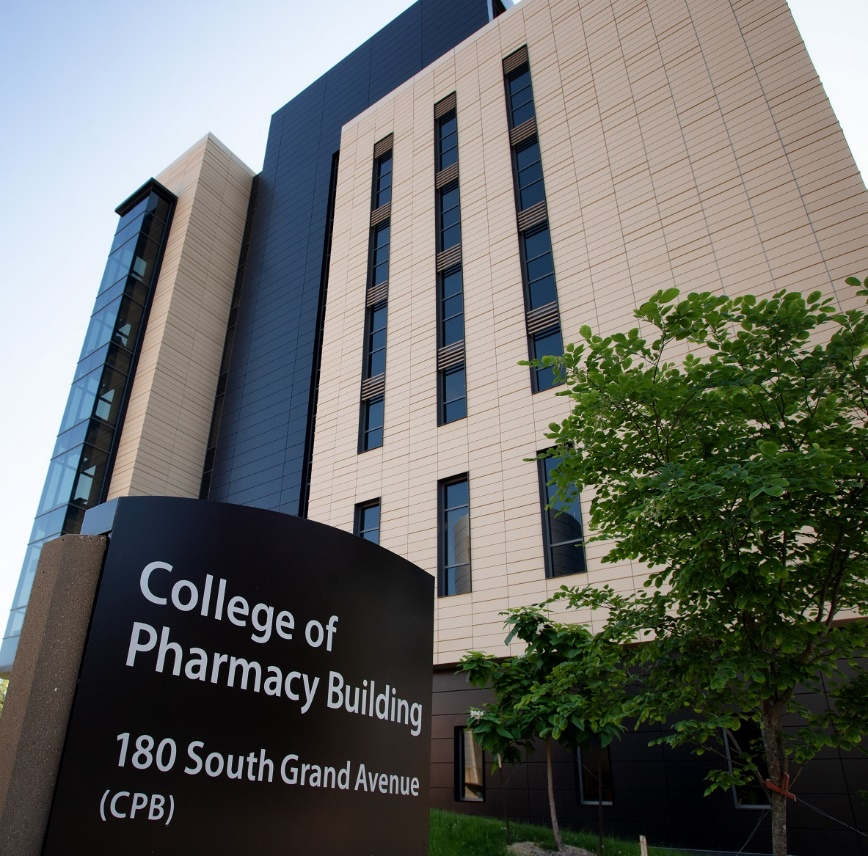 College of
Pharmacy Building
180 South Grand Avenue
(CPB)